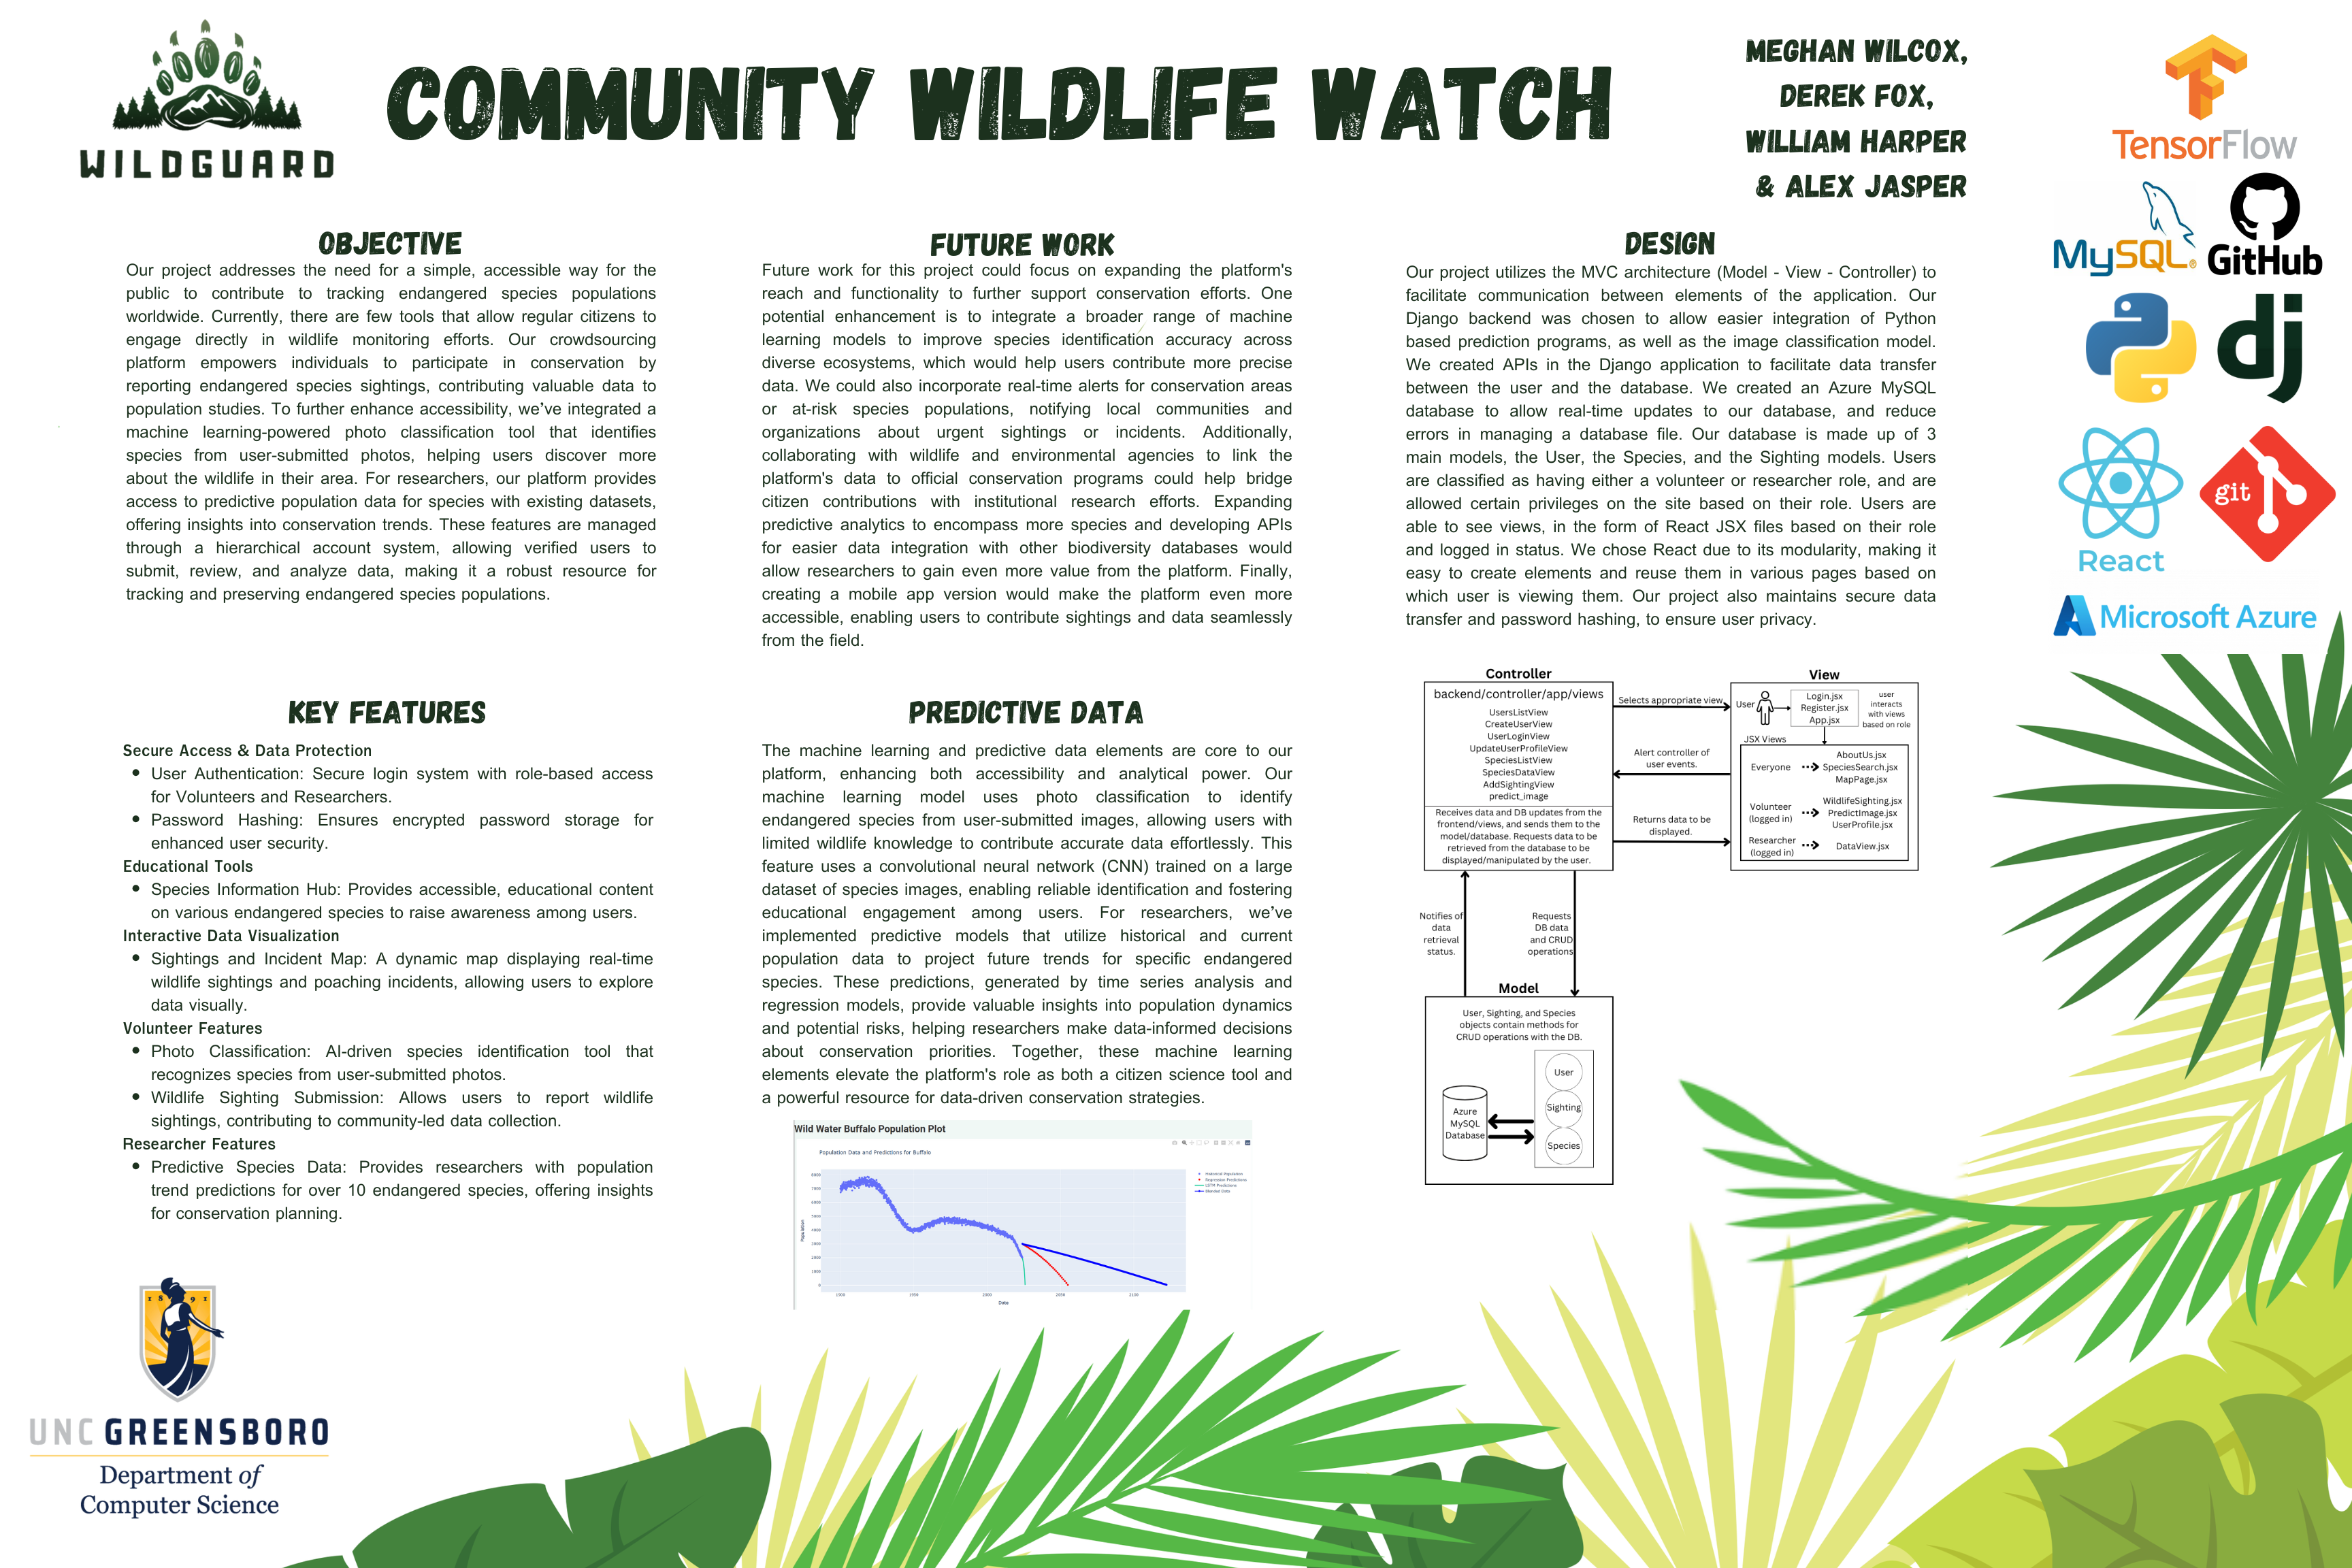 WILDGUARD
COMMUNITY WILDLIFE WATCH
MEGHAN WILCOX,
DEREK FOX,
WILLIAM HARPER
& ALEX JASPER
TensorFlow
MySQL®
GitHub
dj
React
git
Microsoft Azure
OBJECTIVE
Our project addresses the need for a simple, accessible way for the
public to contribute to tracking endangered species populations
worldwide. Currently, there are few tools that allow regular citizens to
engage directly in wildlife monitoring efforts. Our crowdsourcing
platform empowers individuals to participate in conservation by
reporting endangered species sightings, contributing valuable data to
population studies. To further enhance accessibility, we've integrated a
machine learning-powered photo classification tool that identifies
species from user-submitted photos, helping users discover more
about the wildlife in their area. For researchers, our platform provides
access to predictive population data for species with existing datasets,
offering insights into conservation trends. These features are managed
through a hierarchical account system, allowing verified users to
submit, review, and analyze data, making it a robust resource for
tracking and preserving endangered species populations.
FUTURE WORK
Future work for this project could focus on expanding the platform's
reach and functionality to further support conservation efforts. One
potential enhancement is to integrate a broader range of machine
learning models to improve species identification accuracy across
diverse ecosystems, which would help users contribute more precise
data. We could also incorporate real-time alerts for conservation areas
or at-risk species populations, notifying local communities and
organizations about urgent sightings or incidents. Additionally,
collaborating with wildlife and environmental agencies to link the
platform's data to official conservation programs could help bridge
citizen contributions with institutional research efforts. Expanding
predictive analytics to encompass more species and developing APIs
for easier data integration with other biodiversity databases would
allow researchers to gain even more value from the platform. Finally,
creating a mobile app version would make the platform even more
accessible, enabling users to contribute sightings and data seamlessly
from the field.
DESIGN
Our project utilizes the MVC architecture (Model - View - Controller) to
facilitate communication between elements of the application. Our
Django backend was chosen to allow easier integration of Python
based prediction programs, as well as the image classification model.
We created APIs in the Django application to facilitate data transfer
between the user and the database. We created an Azure MySQL
database to allow real-time updates to our database, and reduce
errors in managing a database file. Our database is made up of 3
main models, the User, the Species, and the Sighting models. Users
are classified as having either a volunteer or researcher role, and are
allowed certain privileges on the site based on their role. Users are
able to see views, in the form of React JSX files based on their role
and logged in status. We chose React due to its modularity, making it
easy to create elements and reuse them in various pages based on
which user is viewing them. Our project also maintains secure data
transfer and password hashing, to ensure user privacy.
KEY FEATURES
Secure Access & Data Protection
• User Authentication: Secure login system with role-based access
for Volunteers and Researchers.
• Password Hashing: Ensures encrypted password storage for
enhanced user security.
Educational Tools
• Species Information Hub: Provides accessible, educational content
on various endangered species to raise awareness among users.
Interactive Data Visualization
• Sightings and Incident Map: A dynamic map displaying real-time
wildlife sightings and poaching incidents, allowing users to explore
data visually.
Volunteer Features
• Photo Classification: AI-driven species identification tool that
recognizes species from user-submitted photos.
• Wildlife Sighting Submission: Allows users to report wildlife
sightings, contributing to community-led data collection.
Researcher Features
• Predictive Species Data: Provides researchers with population
trend predictions for over 10 endangered species, offering insights
for conservation planning.
PREDICTIVE DATA
The machine learning and predictive data elements are core to our
platform, enhancing both accessibility and analytical power. Our
machine learning model uses photo classification to identify
endangered species from user-submitted images, allowing users with
limited wildlife knowledge to contribute accurate data effortlessly. This
feature uses a convolutional neural network (CNN) trained on a large
dataset of species images, enabling reliable identification and fostering
educational engagement among users. For researchers, we've
implemented predictive models that utilize historical and current
population data to project future trends for specific endangered
species. These predictions, generated by time series analysis and
regression models, provide valuable insights into population dynamics
and potential risks, helping researchers make data-informed decisions
about conservation priorities. Together, these machine learning
elements elevate the platform's role as both a citizen science tool and
a powerful resource for data-driven conservation strategies.
Wild Water Buffalo Population Plot
Population Data and Predictions for Buffalo
Historical Population
Regression Predictions
LSTM Predictions
Blended Data
Population
8000
7000
6000
5000
4000
3000
2000
1000
0
1900
1950
2000
2050
2100
Date
Controller
backend/controller/app/views
UsersListView
CreateUserView
UserLoginView
UpdateUserProfileView
SpeciesListView
SpeciesDataView
AddSightingView
predict_image
Receives data and DB updates from the
frontend/views, and sends them to the
model/database. Requests data to be
retrieved from the database to be
displayed/manipulated by the user.
Selects appropriate view
Alert controller of
user events.
Returns data to be
displayed.
View
User
Login.jsx
Register.jsx
App.jsx
user
interacts
with views
based on role
JSX Views
Everyone
AboutUs.jsx
SpeciesSearch.jsx
MapPage.jsx
Volunteer
(logged in)
WildlifeSighting.jsx
PredictImage.jsx
UserProfile.jsx
Researcher
(logged in)
DataView.jsx
Notifies of
data
retrieval
status.
Requests
DB data
and CRUD
operations
Model
User, Sighting, and Species
objects contain methods for
CRUD operations with the DB.
Azure
MySQL
Database
User
Sighting
Species
1891
UNC GREENSBORO
Department of
Computer Science